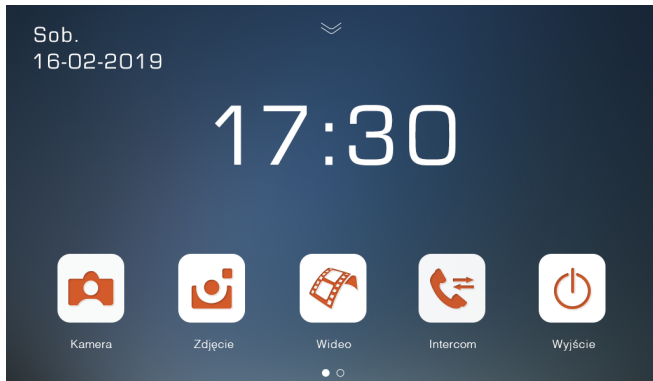 Sob.
16-02-2019
17:30
Kamera
Zdjęcie
Wideo
Intercom
Wyjście